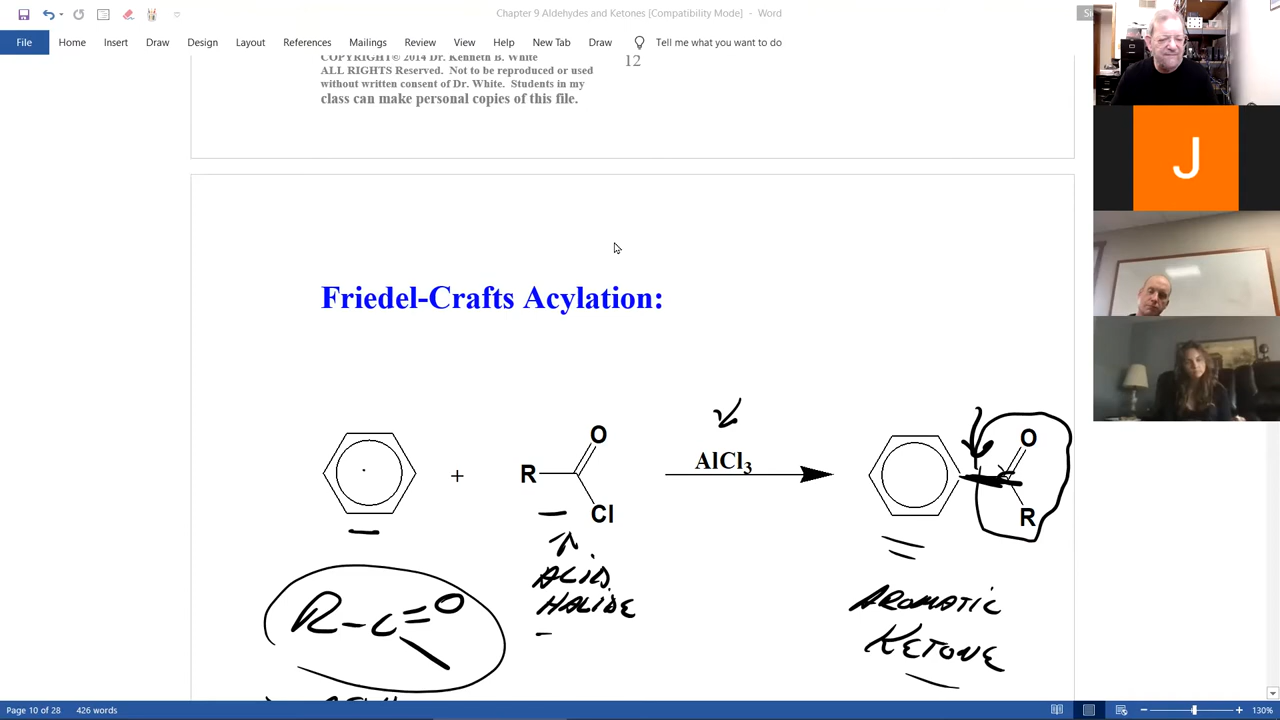 Chapter 9 Aldehydes and Ketones [Compatibility Mode] - Word
File Home Insert Draw Design Layout References Mailings Review View Help New Tab Draw Tell me what you want to do
COPYRIGHT© 2014 Dr. Kenneth B. White
12
ALL RIGHTS Reserved. Not to be reproduced or used
without written consent of Dr. White. Students in my
class can make personal copies of this file.
J
Friedel-Crafts Acylation:
O
O
AlCl3
+
R
Cl
R
ACID
HALIDE
R-C=O
AROMATIC
KETONE
Page 10 of 28 426 words
130%